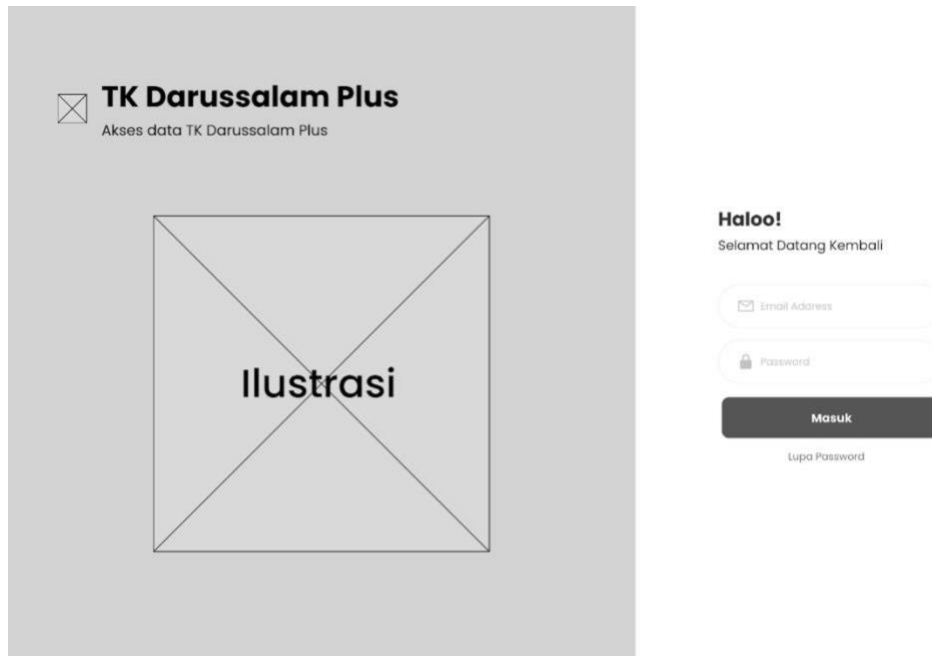 TK Darussalam Plus
Akses data TK Darussalam Plus
Ilustrasi
Haloo!
Selamat Datang Kembali
Email Address
Password
Masuk
Lupa Password